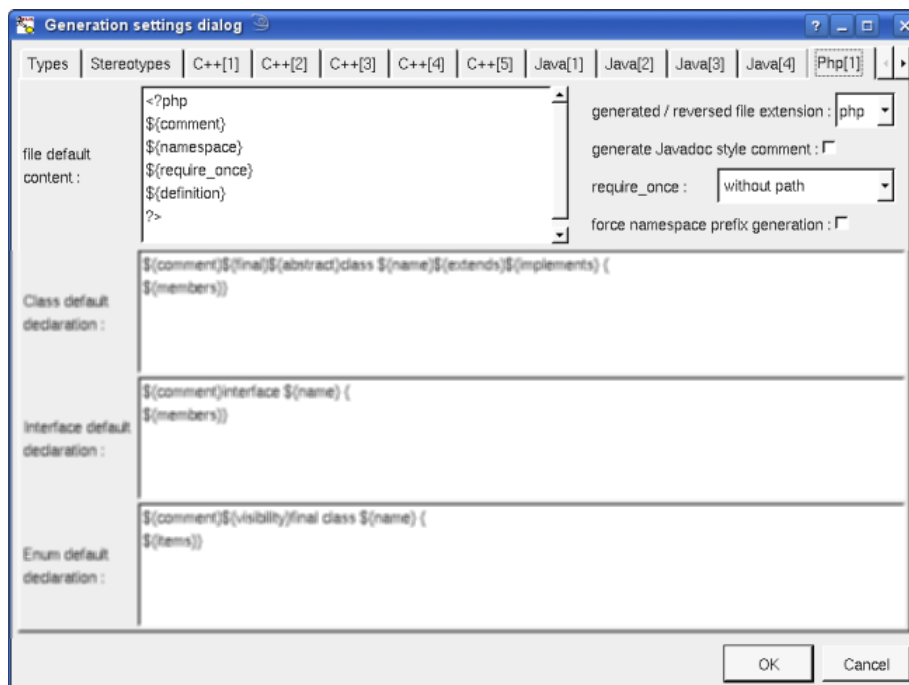 Generation settings dialog
Types Stereotypes C++[1] C++[2] C++[3] C++[4] C++[5] Java[1] Java[2] Java[3] Java[4] Php[1]
file default
content :
<?php
${comment}
${namespace}
${require_once}
${definition}
?>
generated / reversed file extension : php
generate Javadoc style comment :
require_once : without path
force namespace prefix generation :
Class default
declaration :
${comment}${final}${abstract}class ${name}${extends}${implements} {
${members}}
Interface default
declaration :
${comment}interface ${name} {
${members}}
Enum default
declaration :
${comment}${visibility}final class ${name} {
${items}}
OK Cancel